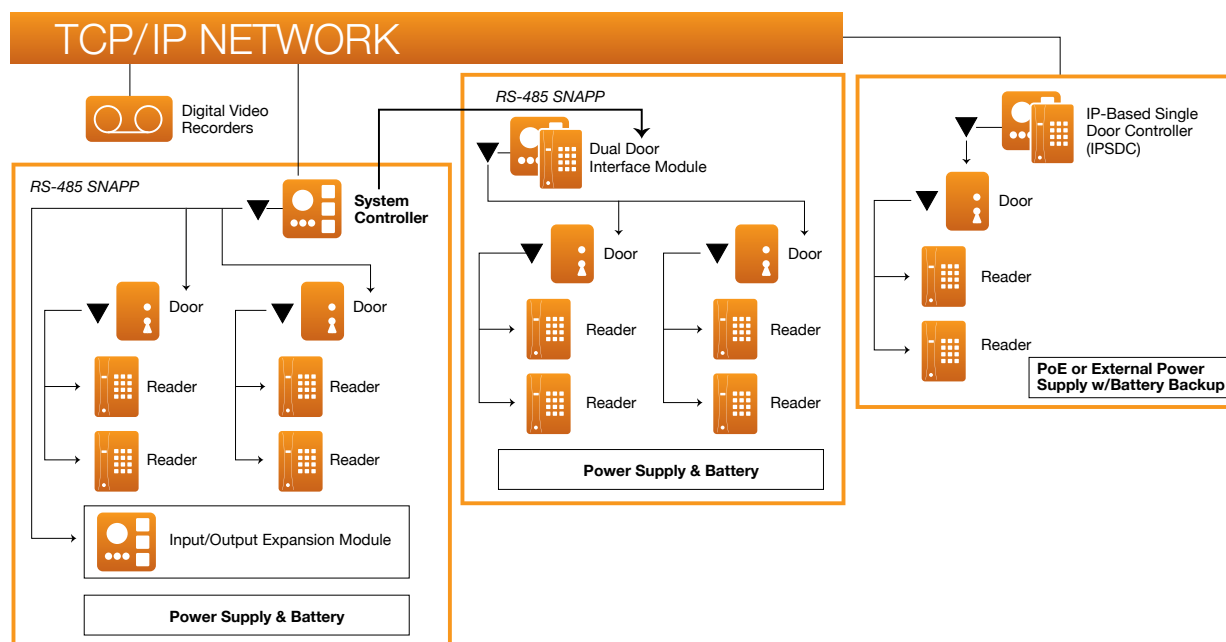 TCP/IP NETWORK
Digital Video
Recorders
RS-485 SNAPP
System
Controller
Door
Door
Reader
Reader
Reader
Reader
Input/Output Expansion Module
Power Supply & Battery
RS-485 SNAPP
Dual Door
Interface Module
Door
Door
Reader
Reader
Reader
Reader
Power Supply & Battery
IP-Based Single
Door Controller
(IPSDC)
Door
Reader
Reader
PoE or External Power
Supply w/Battery Backup